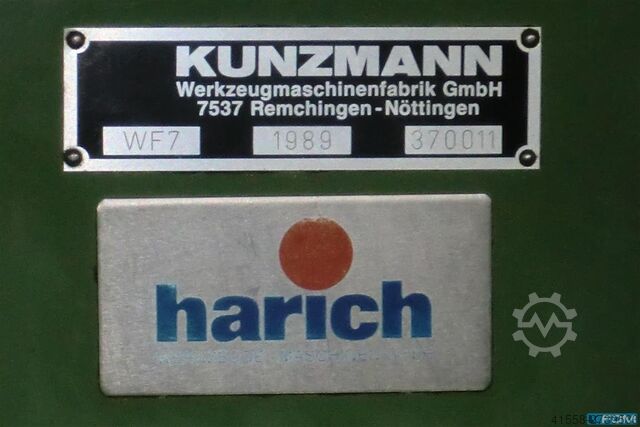 KUNZMANN
Werkzeugmaschinenfabrik GmbH
7537 Remchingen-Nöttingen
WF7 1989 370011
harich